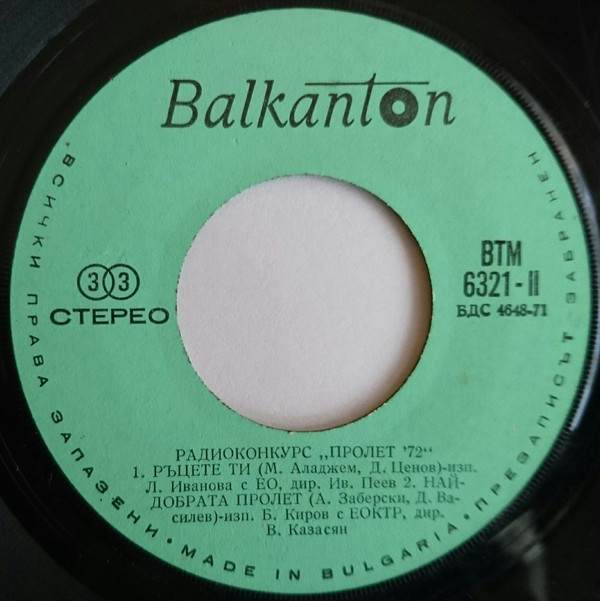 Balkanton
33
СТЕРЕО
ВТМ
6321-II
БДС 4648-71
РАДИОКОНКУРС „ПРОЛЕТ '72“
1. РЪЦЕТЕ ТИ (М. Аладжем, Д. Ценов)-изп.
Л. Иванова с ЕО, дир. Ив. Пеев 2. НАЙ-
ДОБРАТА ПРОЛЕТ (А. Заберски, Д. Ва-
силев)-изп. Б. Киров с ЕОКТР, дир.
В. Казасян
ВСИЧКИ ПРАВА ЗАПАЗЕНИ • MADE IN BULGARIA • ПРЕЗАПИСЪТ ЗАБРАНЕН